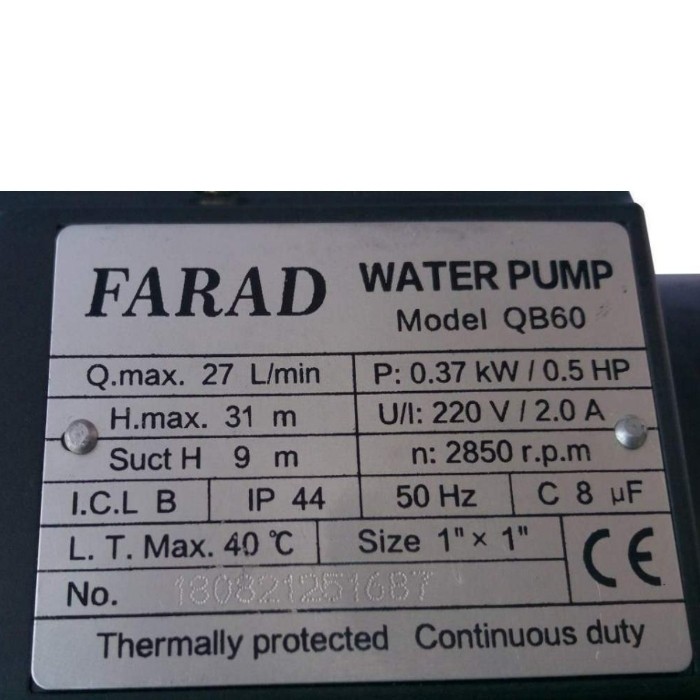 FARAD
WATER PUMP
Model QB60
Q.max. 27 L/min
P: 0.37 kW / 0.5 HP
H.max. 31 m
U/I: 220 V / 2.0 A
Suct H 9 m
n: 2850 r.p.m
I.C.L B
IP 44
50 Hz
C 8 µF
L. T. Max. 40 °C
Size 1" × 1"
CE
No. 180821251687
Thermally protected Continuous duty